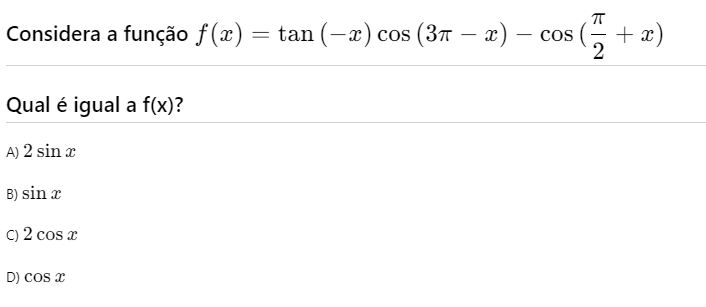 Considera a função f(x) = tan (−x) cos (3π − x) − cos (π/2 + x)
Qual é igual a f(x)?
A) 2 sin x
B) sin x
C) 2 cos x
D) cos x